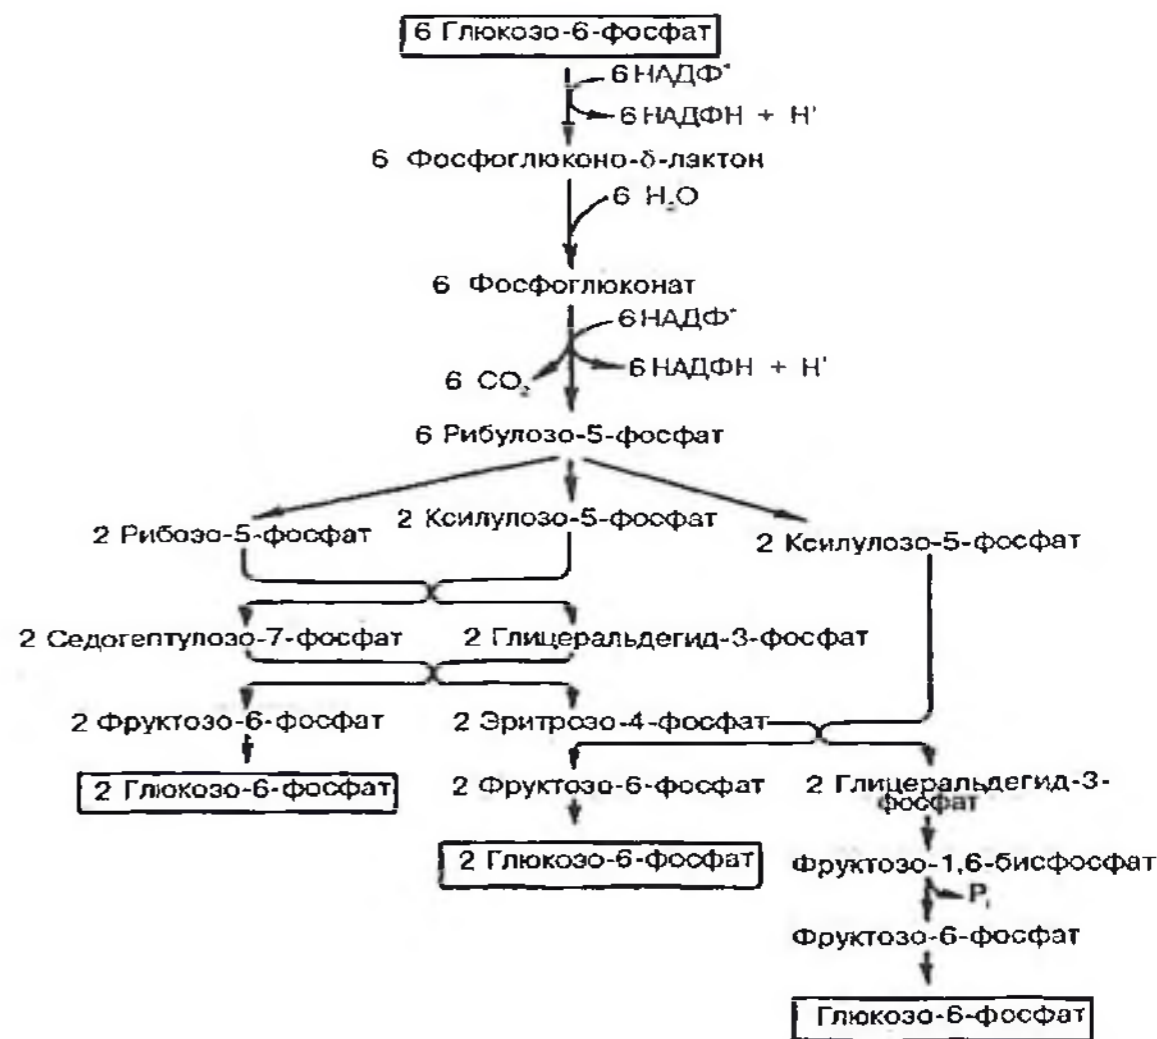 6 Глюкозо-6-фосфат
6 НАДФ⁺
6 НАДФН + H⁺
6 Фосфоглюконо-δ-лактон
6 H₂O
6 Фосфоглюконат
6 НАДФ⁺
6 CO₂
6 НАДФН + H⁺
6 Рибулозо-5-фосфат
2 Рибозо-5-фосфат
2 Ксилулозо-5-фосфат
2 Ксилулозо-5-фосфат
2 Седогептулозо-7-фосфат
2 Глицеральдегид-3-фосфат
2 Фруктозо-6-фосфат
2 Эритрозо-4-фосфат
2 Глюкозо-6-фосфат
2 Фруктозо-6-фосфат
2 Глицеральдегид-3-
фосфат
2 Глюкозо-6-фосфат
Фруктозо-1,6-бисфосфат
Pᵢ
Фруктозо-6-фосфат
Глюкозо-6-фосфат